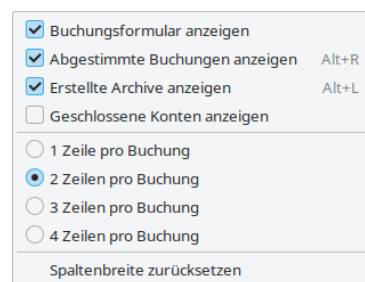 Buchungsformular anzeigen
Abgestimmte Buchungen anzeigen Alt+R
Erstellte Archive anzeigen Alt+L
Geschlossene Konten anzeigen
1 Zeile pro Buchung
2 Zeilen pro Buchung
3 Zeilen pro Buchung
4 Zeilen pro Buchung
Spaltenbreite zurücksetzen